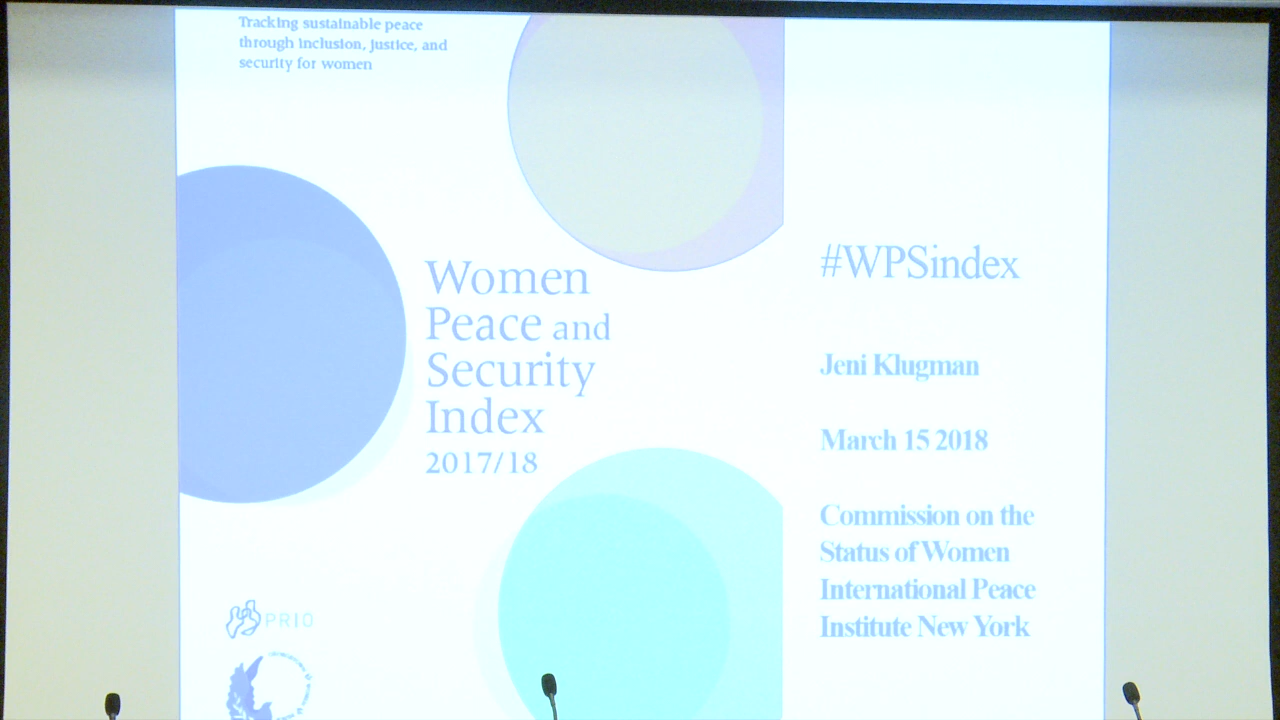 Tracking sustainable peace
through inclusion, justice, and
security for women
Women
Peace and
Security
Index
2017/18
PRIO
#WPSindex
Jeni Klugman
March 15 2018
Commission on the
Status of Women
International Peace
Institute New York